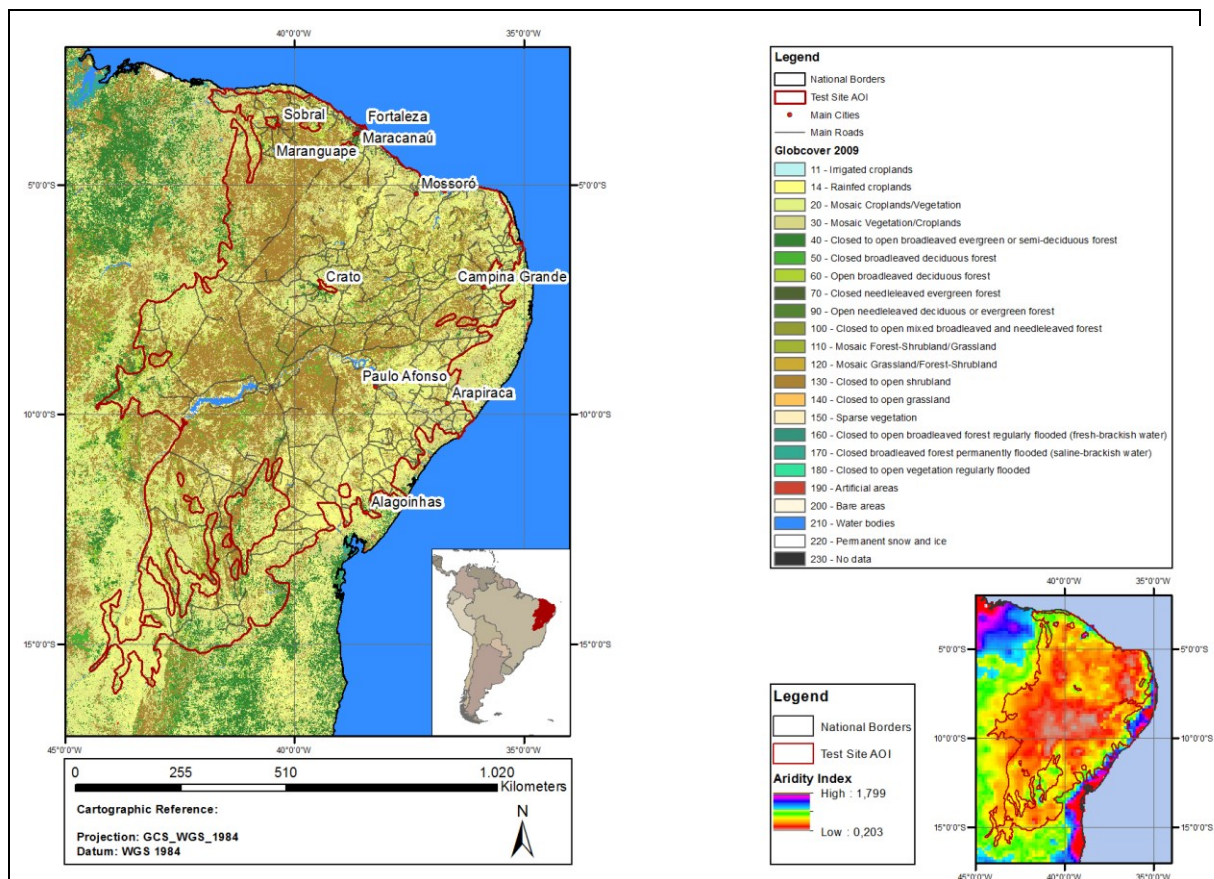 40°0'0"W
35°0'0"W
Sobral
Fortaleza
Maracanaú
Maranguape
Mossoró
5°0'0"S
5°0'0"S
Crato
Campina Grande
Paulo Afonso
Arapiraca
10°0'0"S
10°0'0"S
Alagoinhas
15°0'0"S
15°0'0"S
45°0'0"W
40°0'0"W
35°0'0"W
0 255 510 1.020
Kilometers
Cartographic Reference:
Projection: GCS_WGS_1984
Datum: WGS 1984
N
Legend
National Borders
Test Site AOI
Main Cities
Main Roads
Globcover 2009
11 - Irrigated croplands
14 - Rainfed croplands
20 - Mosaic Croplands/Vegetation
30 - Mosaic Vegetation/Croplands
40 - Closed to open broadleaved evergreen or semi-deciduous forest
50 - Closed broadleaved deciduous forest
60 - Open broadleaved deciduous forest
70 - Closed needleleaved evergreen forest
90 - Open needleleaved deciduous or evergreen forest
100 - Closed to open mixed broadleaved and needleleaved forest
110 - Mosaic Forest-Shrubland/Grassland
120 - Mosaic Grassland/Forest-Shrubland
130 - Closed to open shrubland
140 - Closed to open grassland
150 - Sparse vegetation
160 - Closed to open broadleaved forest regularly flooded (fresh-brackish water)
170 - Closed broadleaved forest permanently flooded (saline-brackish water)
180 - Closed to open vegetation regularly flooded
190 - Artificial areas
200 - Bare areas
210 - Water bodies
220 - Permanent snow and ice
230 - No data
Legend
National Borders
Test Site AOI
Aridity Index
High : 1,799
Low : 0,203
40°0'0"W
35°0'0"W
5°0'0"S
5°0'0"S
10°0'0"S
10°0'0"S
15°0'0"S
15°0'0"S
45°0'0"W
40°0'0"W
35°0'0"W